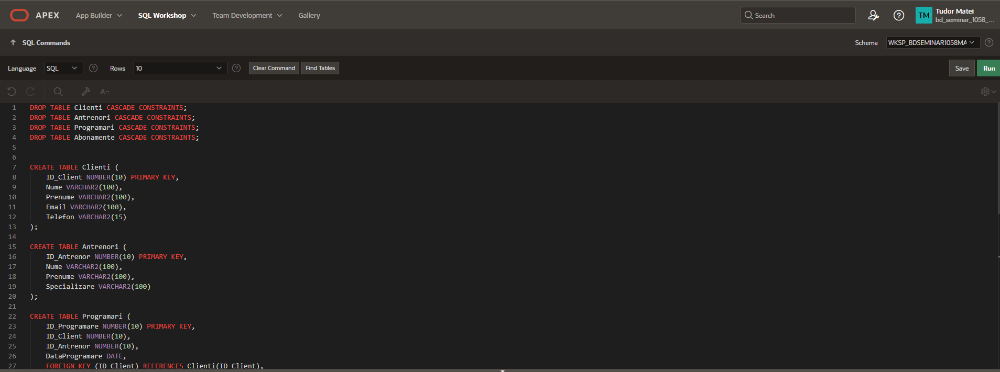 APEX App Builder SQL Workshop Team Development Gallery Search ? TM Tudor Matei
bd_seminar_1058_...
SQL Commands Schema WKSP_BDSEMINAR1058MA ?
Language SQL ? Rows 10 ? Clear Command Find Tables Save Run
A
1 DROP TABLE Clienti CASCADE CONSTRAINTS;
2 DROP TABLE Antrenori CASCADE CONSTRAINTS;
3 DROP TABLE Programari CASCADE CONSTRAINTS;
4 DROP TABLE Abonamente CASCADE CONSTRAINTS;
5
6
7 CREATE TABLE Clienti (
8 ID_Client NUMBER(10) PRIMARY KEY,
9 Nume VARCHAR2(100),
10 Prenume VARCHAR2(100),
11 Email VARCHAR2(100),
12 Telefon VARCHAR2(15)
13 );
14
15 CREATE TABLE Antrenori (
16 ID_Antrenor NUMBER(10) PRIMARY KEY,
17 Nume VARCHAR2(100),
18 Prenume VARCHAR2(100),
19 Specializare VARCHAR2(100)
20 );
21
22 CREATE TABLE Programari (
23 ID_Programare NUMBER(10) PRIMARY KEY,
24 ID_Client NUMBER(10),
25 ID_Antrenor NUMBER(10),
26 DataProgramare DATE,
27 FOREIGN KEY (ID_Client) REFERENCES Clienti(ID_Client),